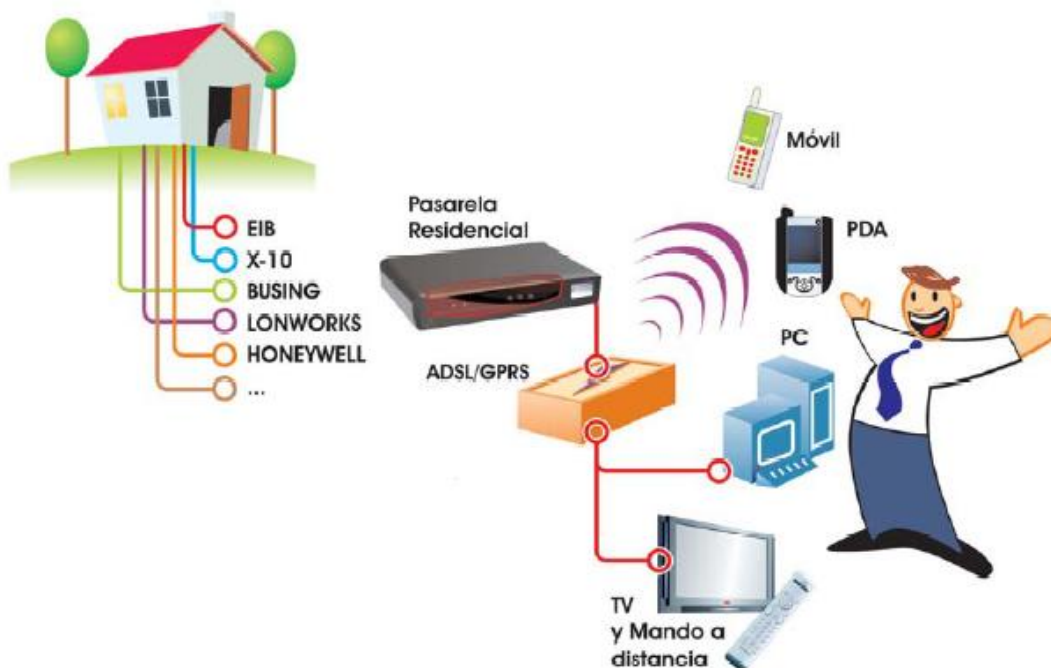 EIB
X-10
BUSING
LONWORKS
HONEYWELL
...
Pasarela
Residencial
ADSL/GPRS
Móvil
PDA
PC
TV
y Mando a
distancia